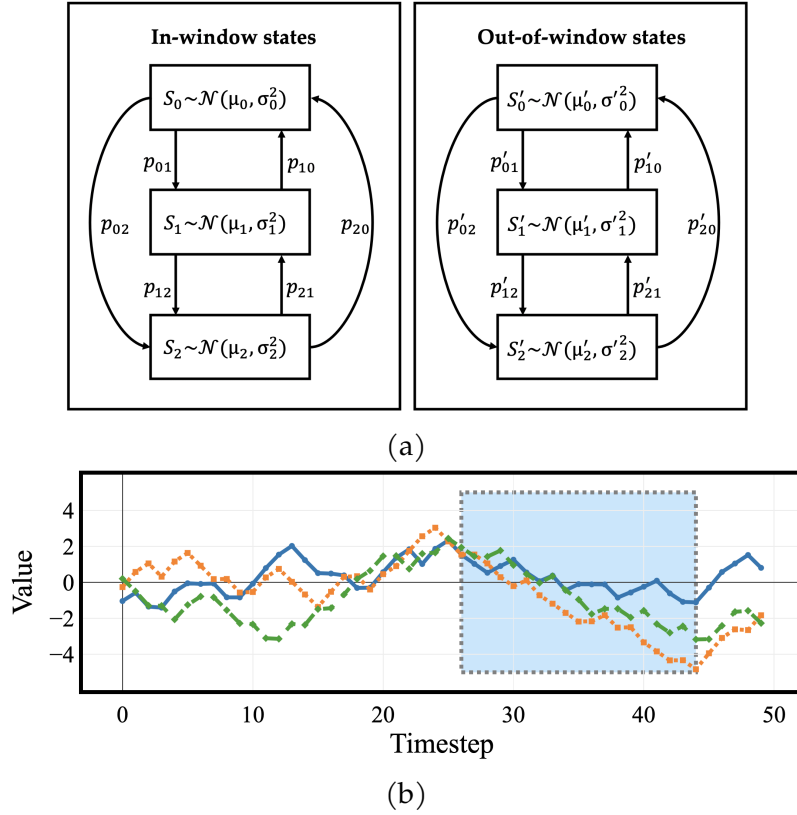 In-window states
Out-of-window states
S₀~𝒩(μ₀, σ₀²)
S′₀~𝒩(μ′₀, σ′₀²)
p₀₁
p₁₀
p′₀₁
p′₁₀
p₀₂
S₁~𝒩(μ₁, σ₁²)
p₂₀
p′₀₂
S′₁~𝒩(μ′₁, σ′₁²)
p′₂₀
p₁₂
p₂₁
p′₁₂
p′₂₁
S₂~𝒩(μ₂, σ₂²)
S′₂~𝒩(μ′₂, σ′₂²)
(a)
4
2
0
−2
−4
Value
0
10
20
30
40
50
Timestep
(b)